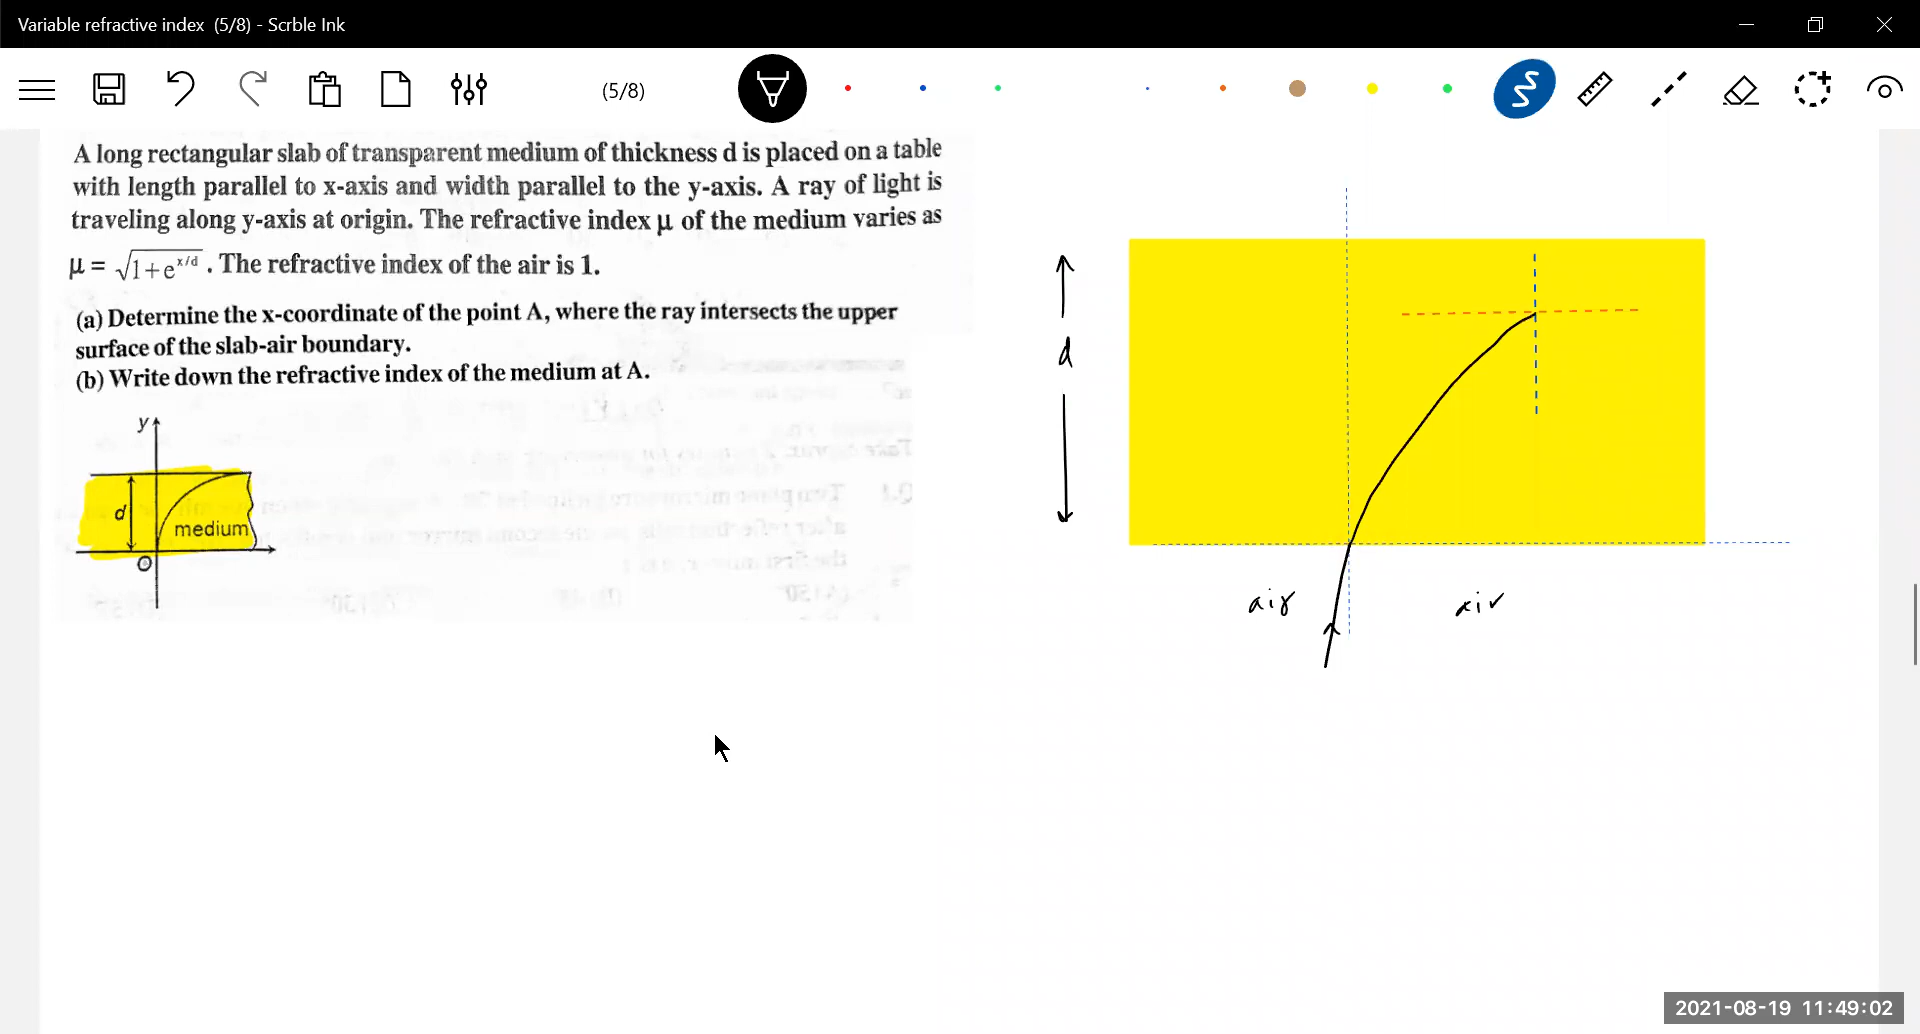 Variable refractive index (5/8) - Scrble Ink
(5/8)
A long rectangular slab of transparent medium of thickness d is placed on a table
with length parallel to x-axis and width parallel to the y-axis. A ray of light is
traveling along y-axis at origin. The refractive index μ of the medium varies as
μ = √1+e^x/d . The refractive index of the air is 1.
(a) Determine the x-coordinate of the point A, where the ray intersects the upper
surface of the slab-air boundary.
(b) Write down the refractive index of the medium at A.
y
d
medium
O
d
air
air
2021-08-19 11:49:02